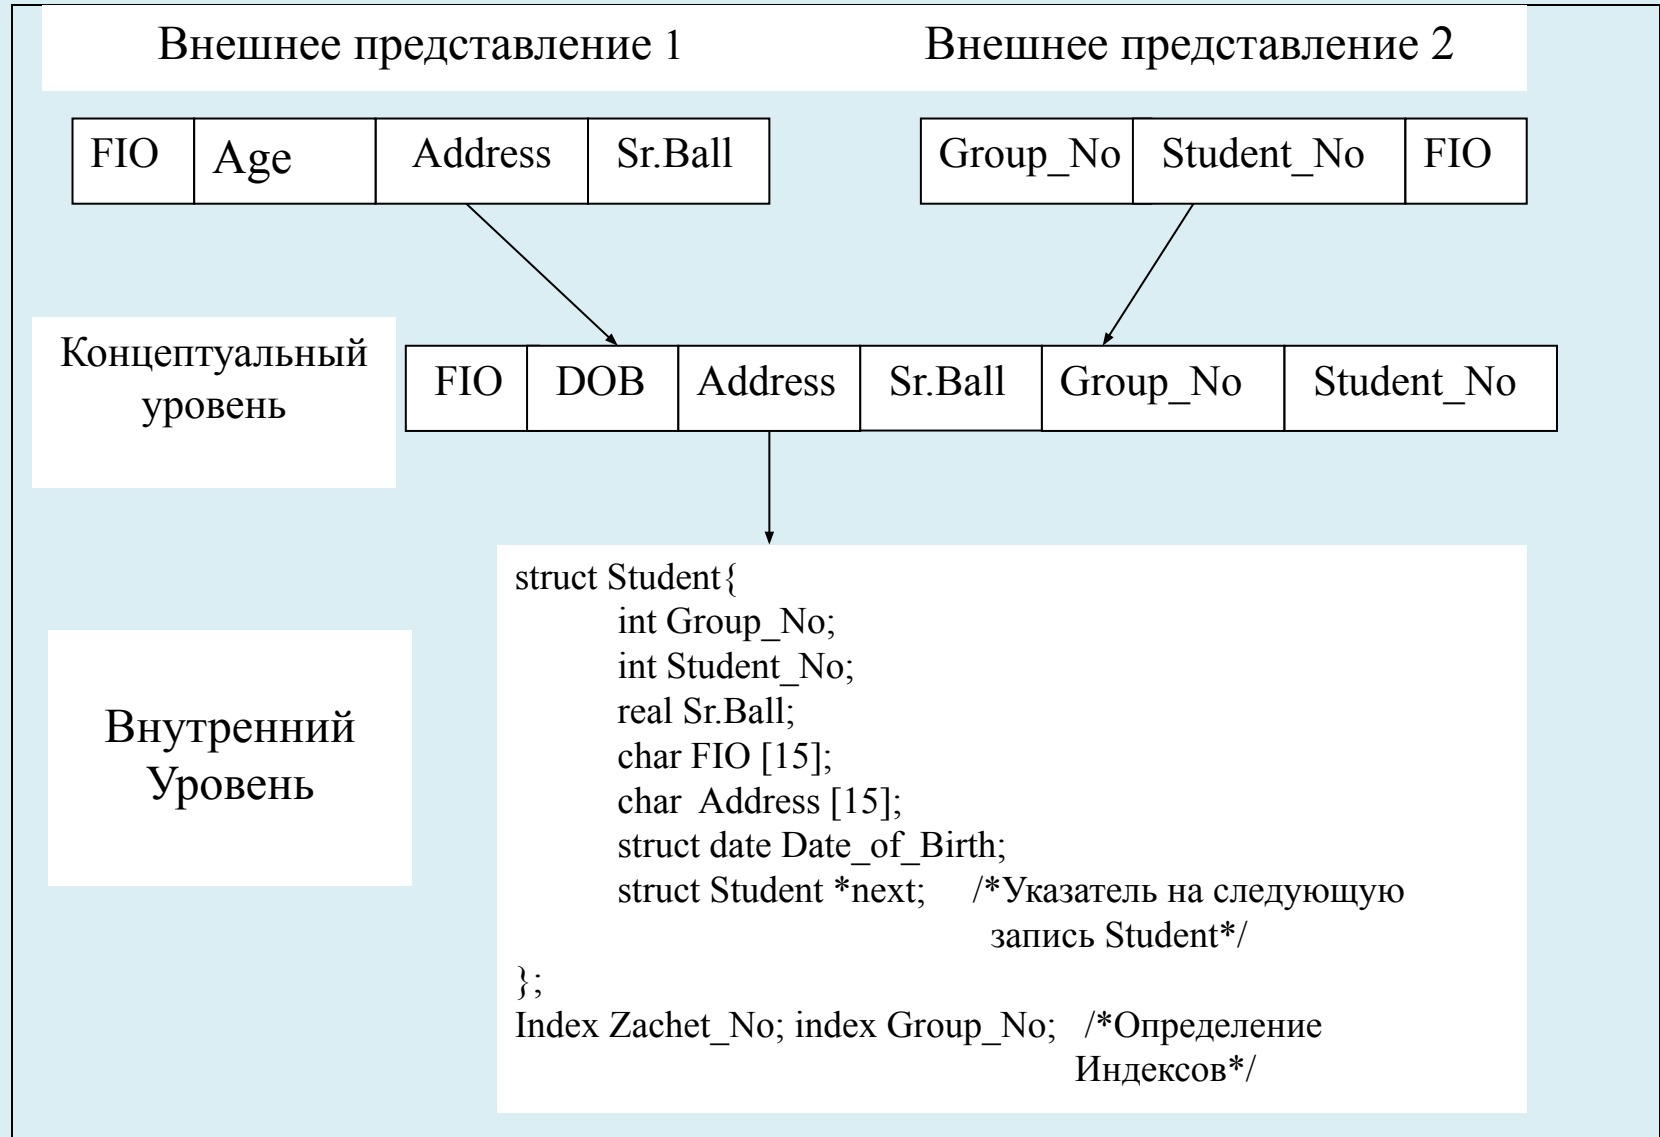 Внешнее представление 1
Внешнее представление 2
FIO Age Address Sr.Ball
Group_No Student_No FIO
Концептуальный
уровень
FIO DOB Address Sr.Ball Group_No Student_No
Внутренний
Уровень
struct Student{
int Group_No;
int Student_No;
real Sr.Ball;
char FIO [15];
char Address [15];
struct date Date_of_Birth;
struct Student *next; /*Указатель на следующую
запись Student*/
};
Index Zachet_No; index Group_No; /*Определение
Индексов*/